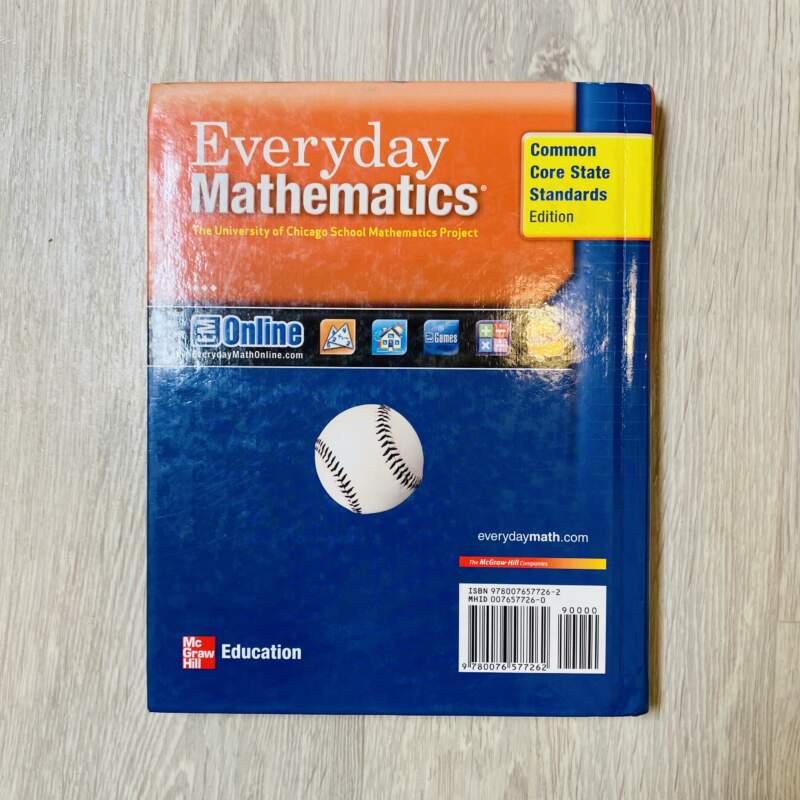 Everyday
Mathematics®
The University of Chicago School Mathematics Project
Common
Core State
Standards
Edition
EM Online
EverydayMathOnline.com
EM Games
everydaymath.com
The McGraw·Hill Companies
ISBN 978007657726-2
MHID 007657726-0
90000
9 780076 577262
Mc
Graw
Hill
Education